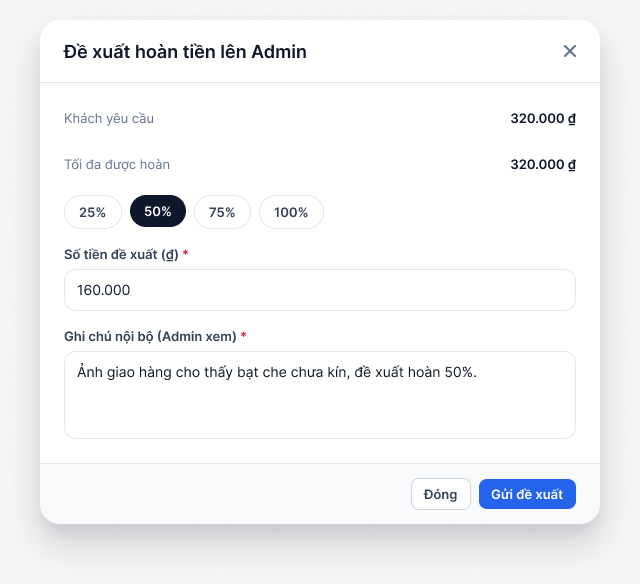 Đề xuất hoàn tiền lên Admin
Khách yêu cầu 320.000 ₫
Tối đa được hoàn 320.000 ₫
25% 50% 75% 100%
Số tiền đề xuất (₫) *
160.000
Ghi chú nội bộ (Admin xem) *
Ảnh giao hàng cho thấy bạt che chưa kín, đề xuất hoàn 50%.
Đóng Gửi đề xuất